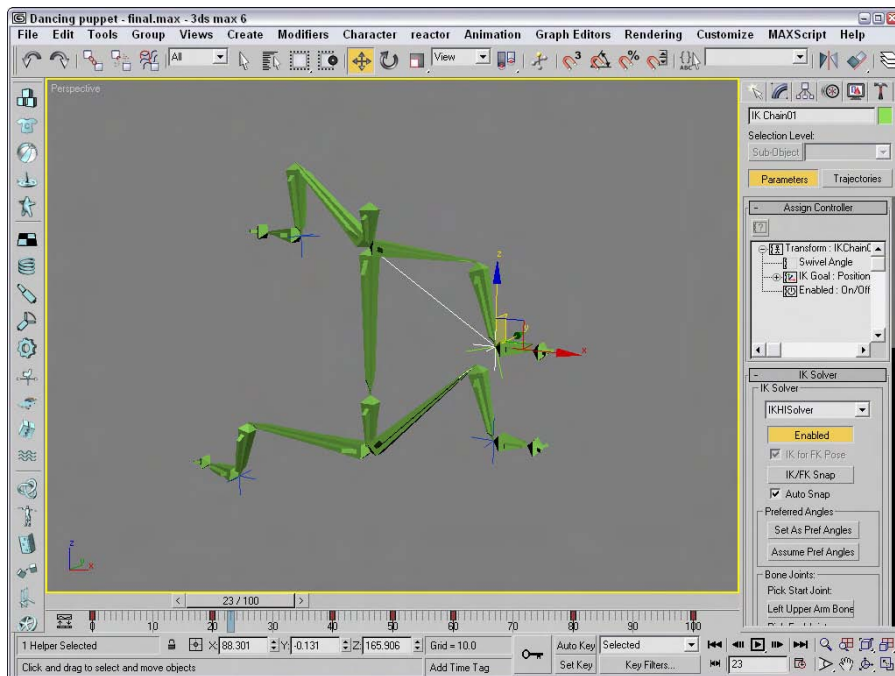 Dancing puppet - final.max - 3ds max 6
File Edit Tools Group Views Create Modifiers Character reactor Animation Graph Editors Rendering Customize MAXScript Help
All
View
3
%
ABC
Perspective
IK Chain01
Selection Level:
Sub-Object
Parameters Trajectories
- Assign Controller
?
Transform : IKChain
Swivel Angle
IK Goal : Position
Enabled : On/Off
- IK Solver
IK Solver
IKHISolver
Enabled
IK for FK Pose
IK/FK Snap
Auto Snap
Preferred Angles
Set As Pref Angles
Assume Pref Angles
Bone Joints:
Pick Start Joint:
Left Upper Arm Bone
z
x
z
x
y
< 23 / 100 >
0 10 20 30 40 50 60 70 80 90 100
1 Helper Selected X: 88.301 Y: -0.131 Z: 165.906 Grid = 10.0 Auto Key Selected
Click and drag to select and move objects Add Time Tag Set Key Key Filters... 23